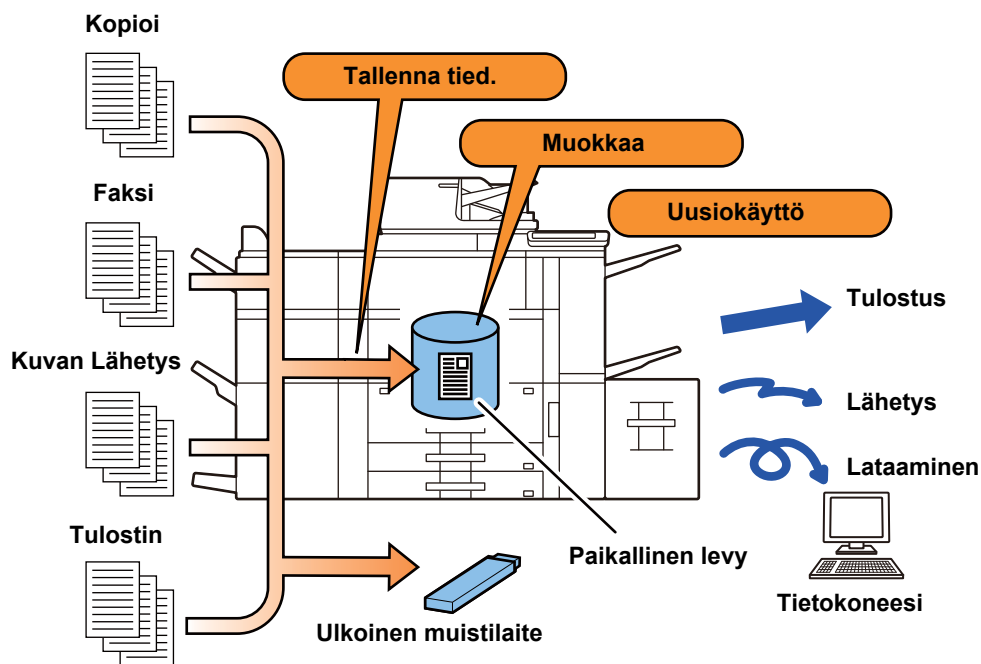 Kopioi
Tallenna tied.
Muokkaa
Faksi
Uusiokäyttö
Tulostus
Kuvan Lähetys
Lähetys
Lataaminen
Tulostin
Paikallinen levy
Tietokoneesi
Ulkoinen muistilaite